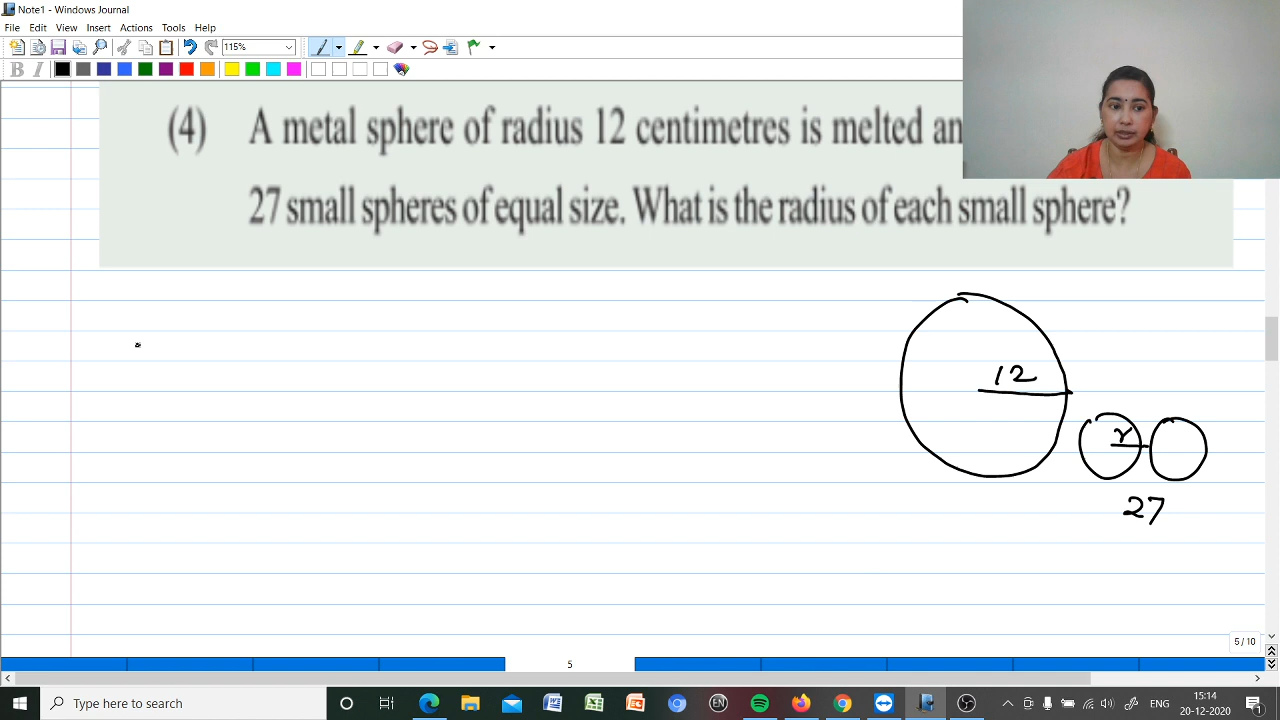 Note1 - Windows Journal
File Edit View Insert Actions Tools Help
115%
B I
(4) A metal sphere of radius 12 centimetres is melted an
27 small spheres of equal size. What is the radius of each small sphere?
12
r
27
5 / 10
5
Type here to search
EN
ENG
15:14
20-12-2020